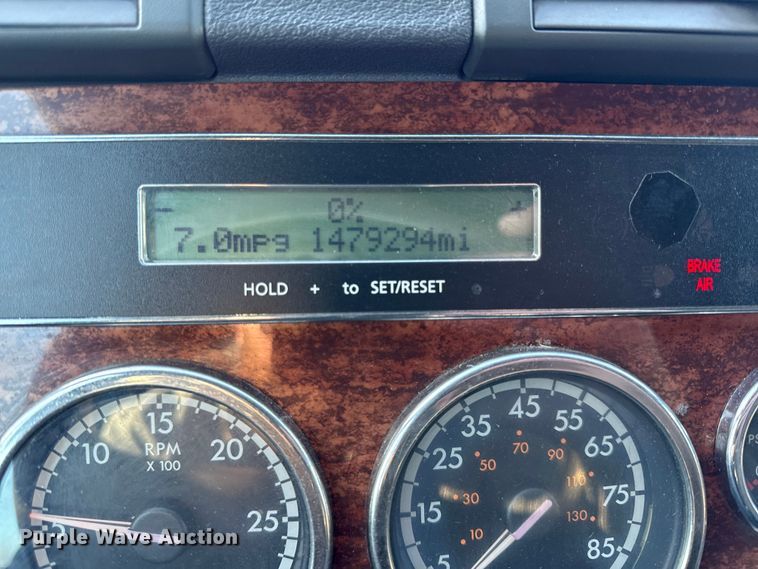 - 0% +
7.0mpg 1479294mi
HOLD + to SET/RESET
BRAKE
AIR
10 15 20 25
RPM
X 100
5 15 25 35 45 55 65 75 85
10 30 50 70 90 110 130
PS
Purple Wave Auction